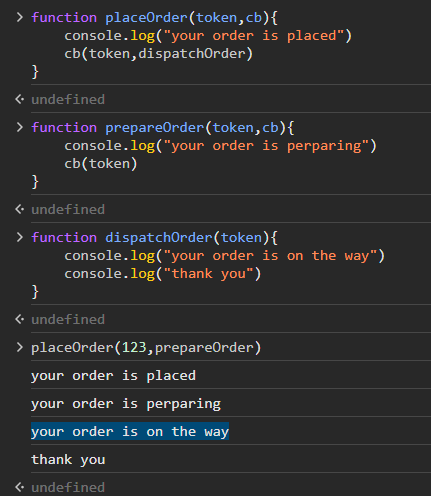 > function placeOrder(token,cb){
console.log("your order is placed")
cb(token,dispatchOrder)
}
undefined
> function prepareOrder(token,cb){
console.log("your order is perparing")
cb(token)
}
undefined
> function dispatchOrder(token){
console.log("your order is on the way")
console.log("thank you")
}
undefined
> placeOrder(123,prepareOrder)
your order is placed
your order is perparing
your order is on the way
thank you
undefined